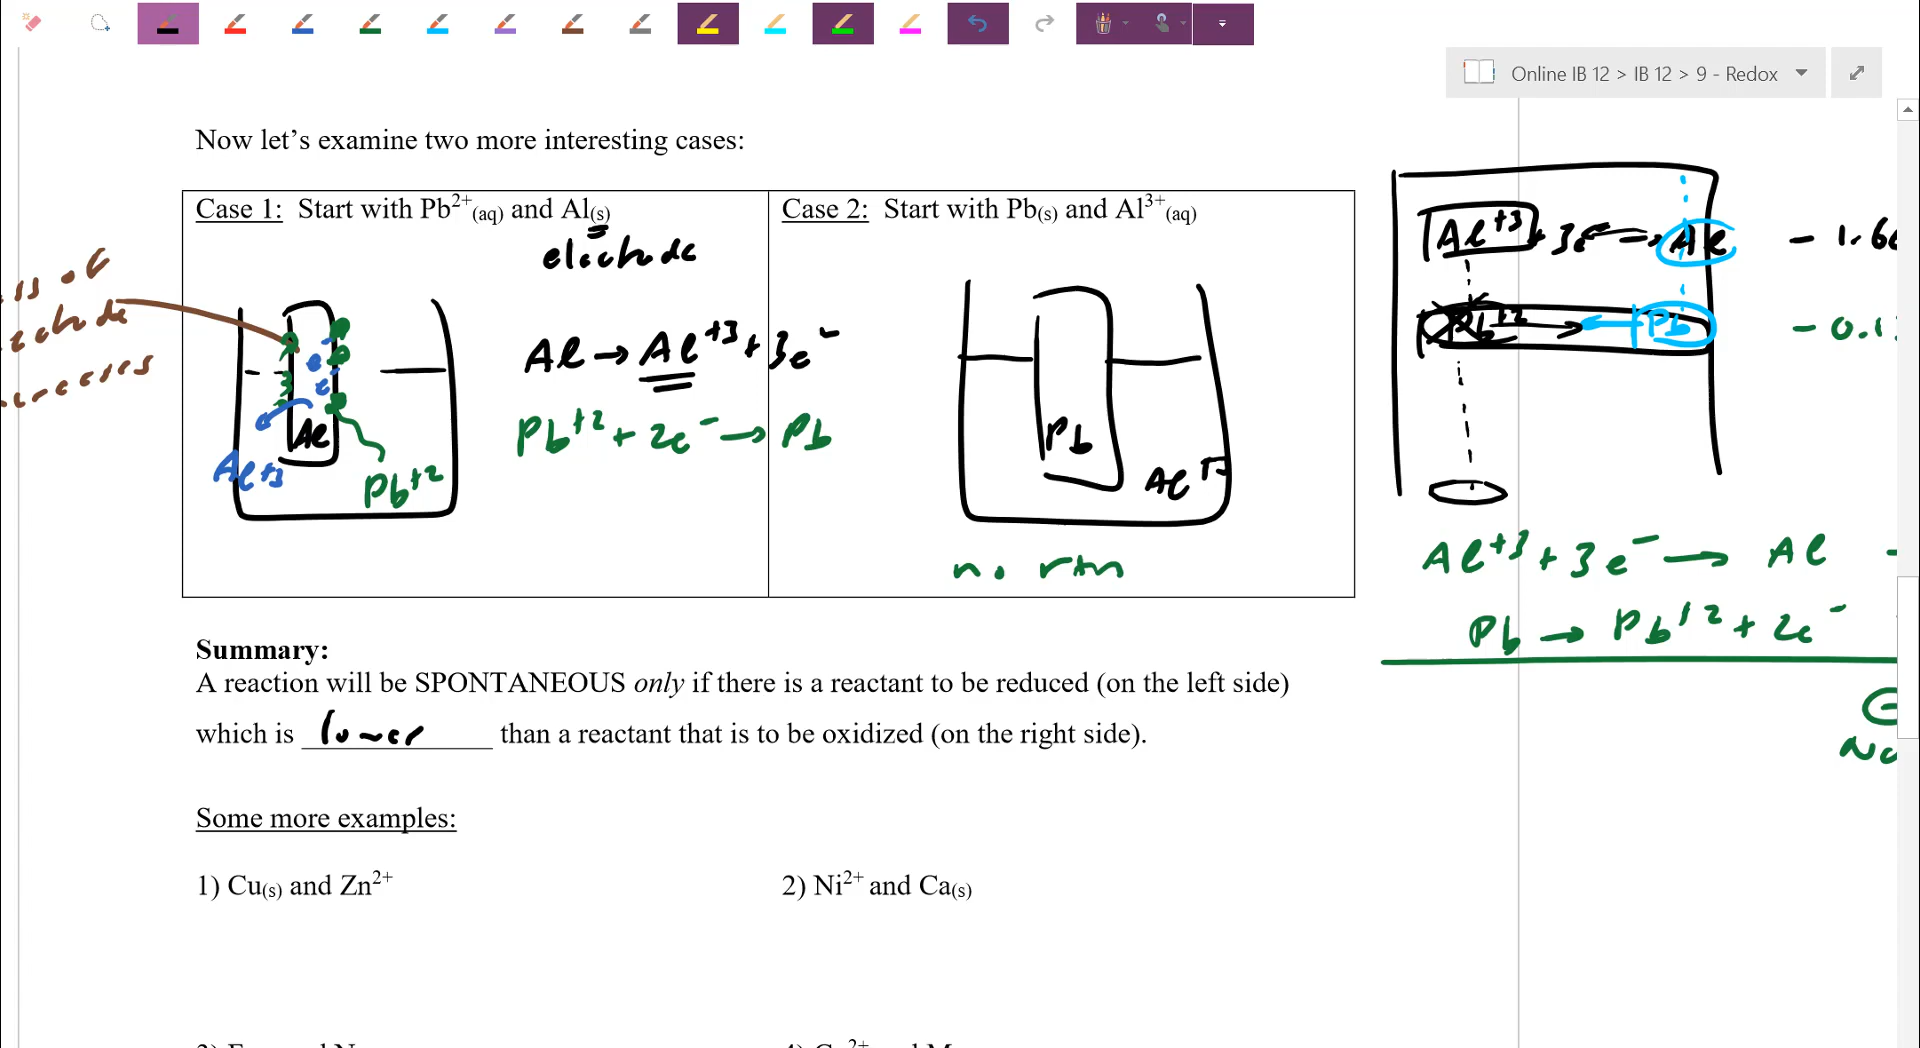 Online IB 12 > IB 12 > 9 - Redox
Now let’s examine two more interesting cases:
Case 1: Start with Pb²⁺(aq) and Al(s)
electrode
Al → Al⁺³ + 3e⁻
Pb⁺² + 2e⁻ → Pb
Al
Al⁺³
Pb⁺²
Case 2: Start with Pb(s) and Al³⁺(aq)
Pb
no rxn
Al⁺³ + 3e⁻ Al - 1.66
Pb⁺² Pb - 0.1
Al⁺³ + 3e⁻ → Al -
Pb → Pb⁺² + 2e⁻
Summary:
A reaction will be SPONTANEOUS only if there is a reactant to be reduced (on the left side)
which is lower than a reactant that is to be oxidized (on the right side).
Some more examples:
1) Cu(s) and Zn²⁺
2) Ni²⁺ and Ca(s)